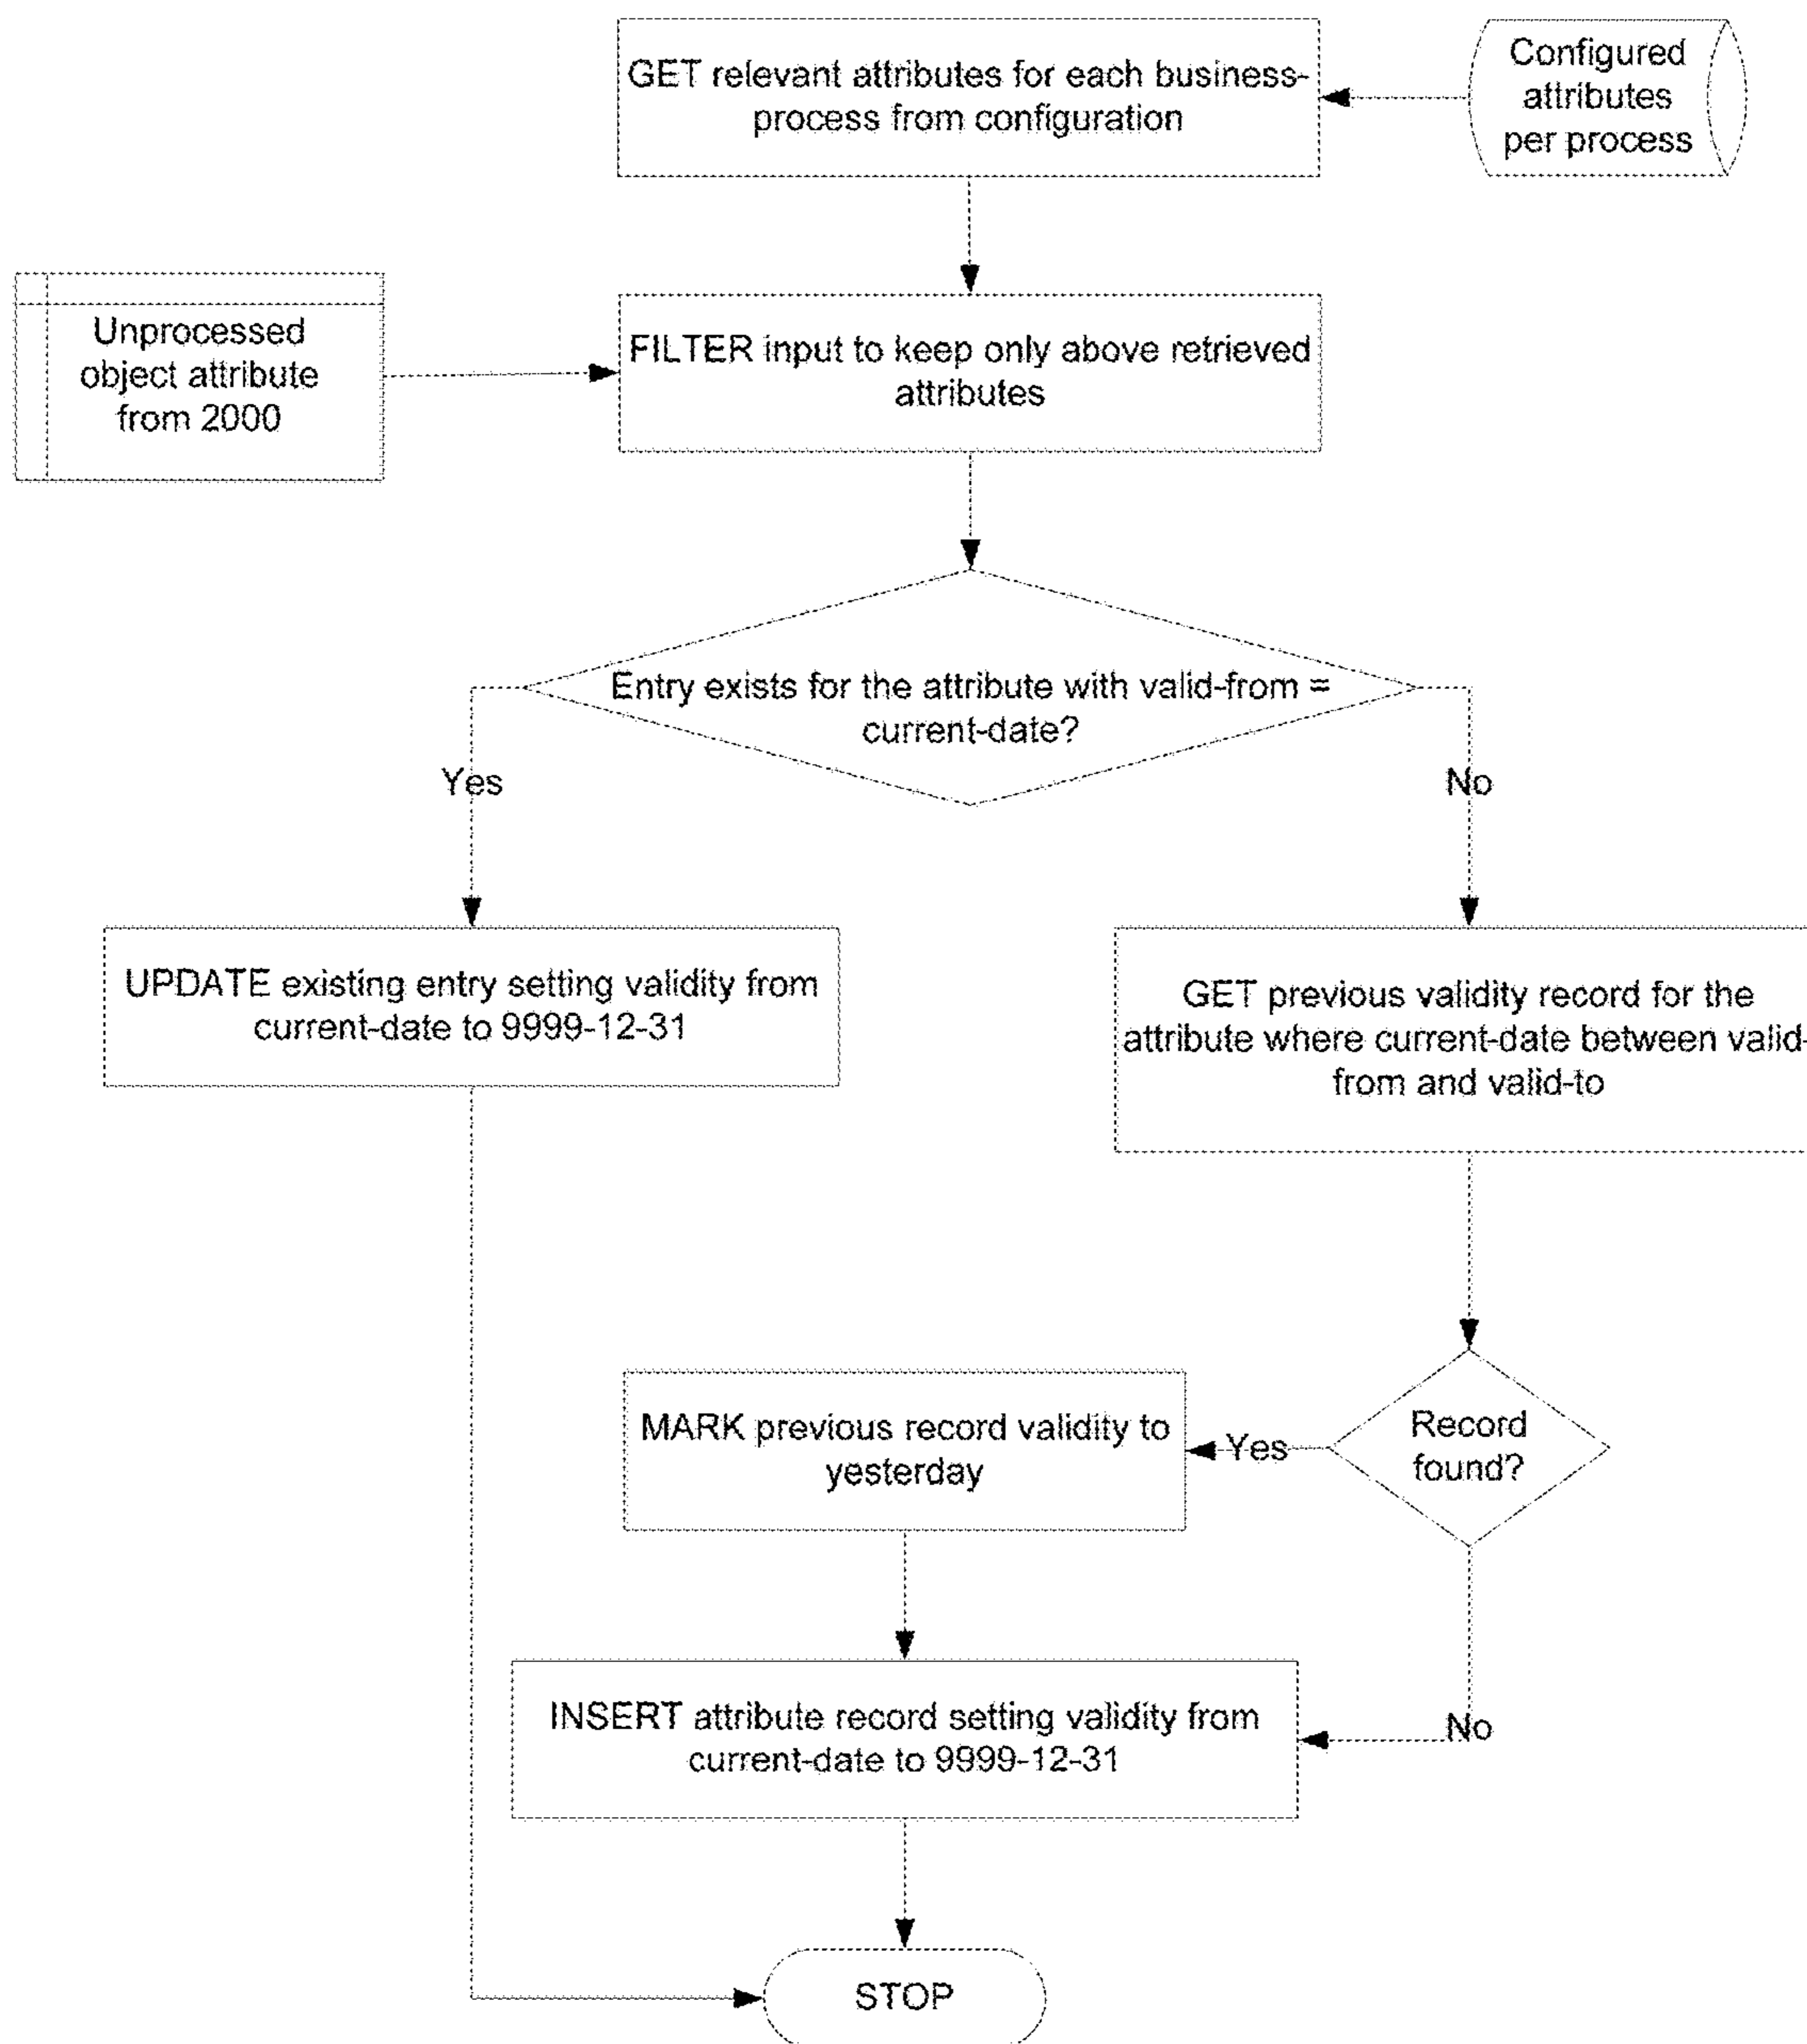 GET relevant attributes for each business-
process from configuration
Configured
attributes
per process
Unprocessed
object attribute
from 2000
FILTER input to keep only above retrieved
attributes
Entry exists for the attribute with valid-from =
current-date?
Yes
No
UPDATE existing entry setting validity from
current-date to 9999-12-31
GET previous validity record for the
attribute where current-date between valid-
from and valid-to
MARK previous record validity to
yesterday
Yes
Record
found?
INSERT attribute record setting validity from
current-date to 9999-12-31
No
STOP